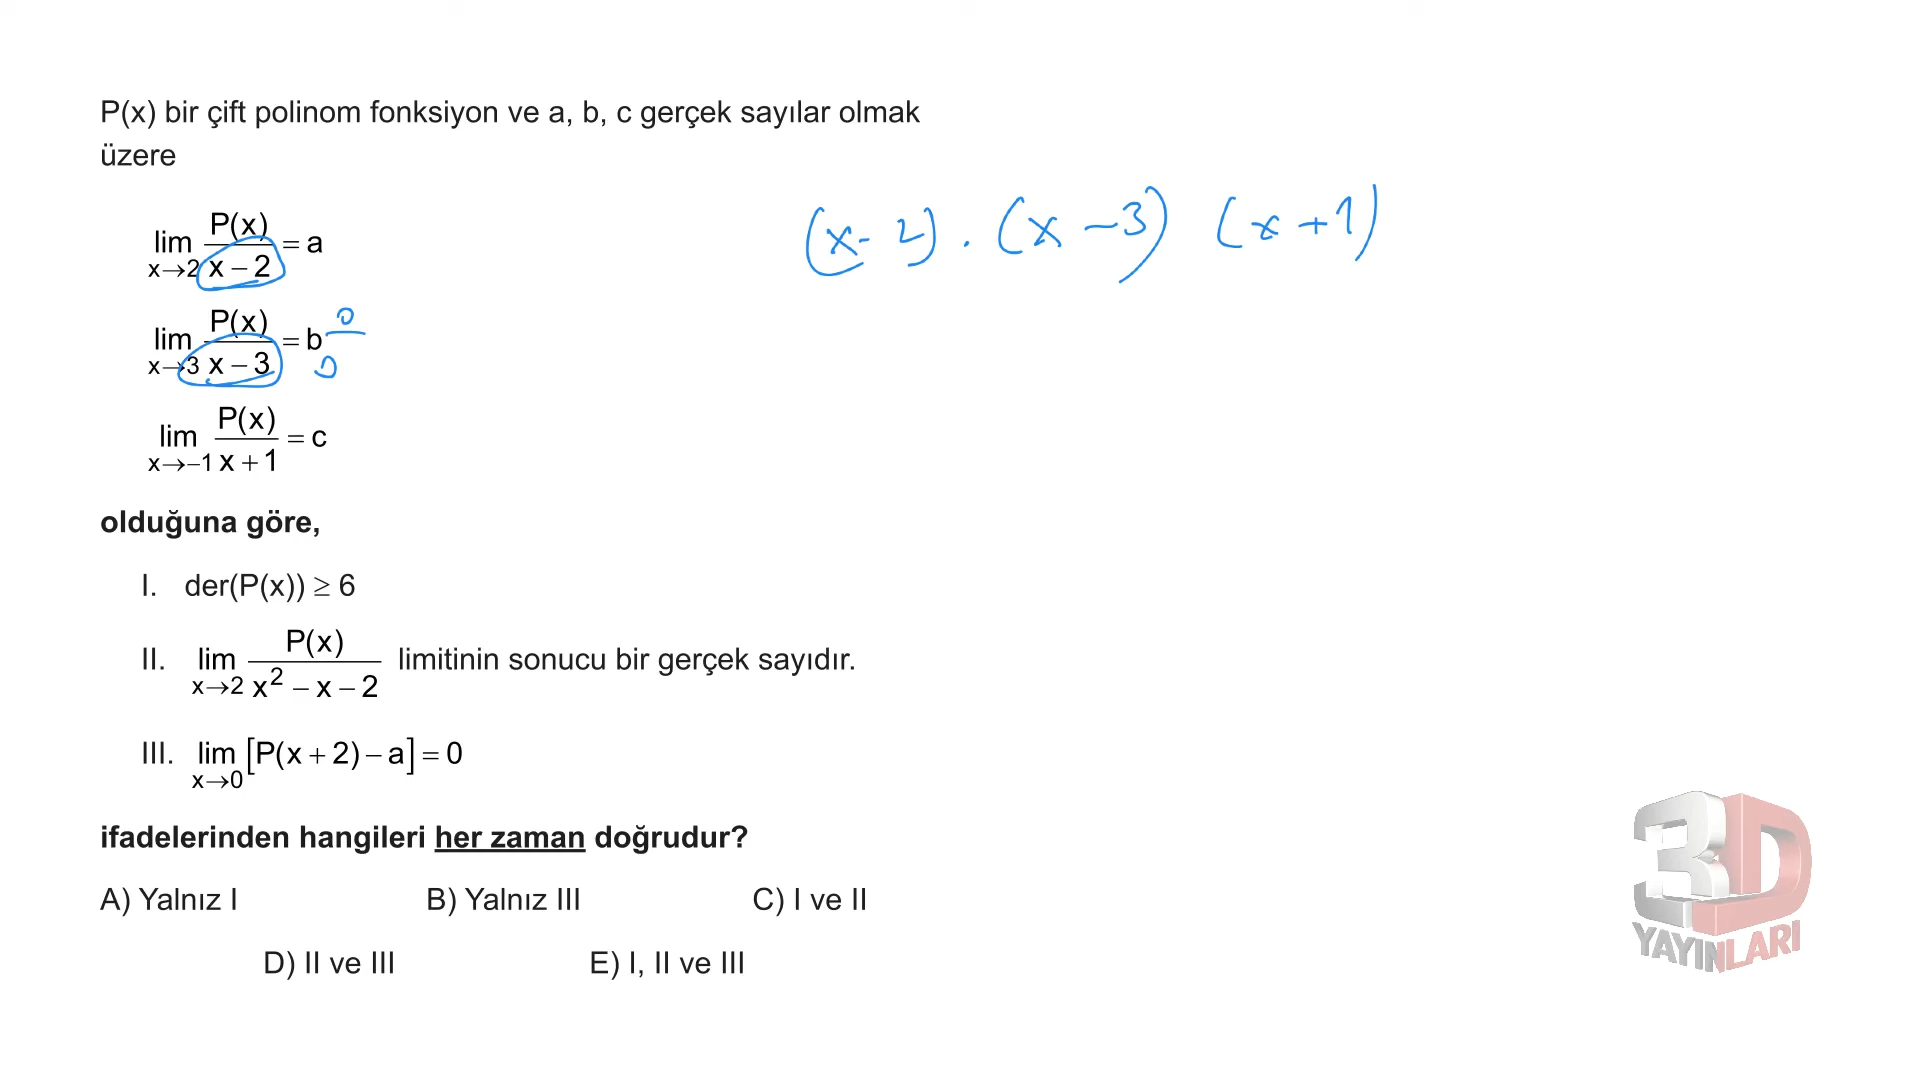 P(x) bir çift polinom fonksiyon ve a, b, c gerçek sayılar olmak
üzere
lim x→2 P(x)/(x − 2) = a
(x - 2) . (x - 3) (x + 1)
lim x→3 P(x)/(x − 3) = b 0/0
lim x→−1 P(x)/(x + 1) = c
olduğuna göre,
I. der(P(x)) ≥ 6
II. lim x→2 P(x)/(x² − x − 2) limitinin sonucu bir gerçek sayıdır.
III. lim x→0 [P(x + 2) − a] = 0
ifadelerinden hangileri her zaman doğrudur?
A) Yalnız I B) Yalnız III C) I ve II
D) II ve III E) I, II ve III
3D
YAYINLARI